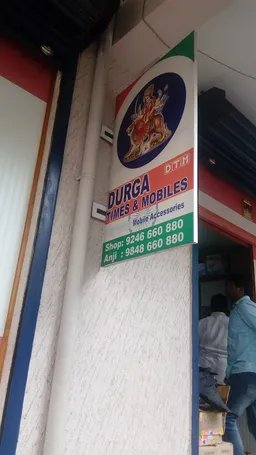 DTH
DURGA
TIMES & MOBILES
Mobile Accessories
Shop: 9246 660 880
Anji : 9848 660 880